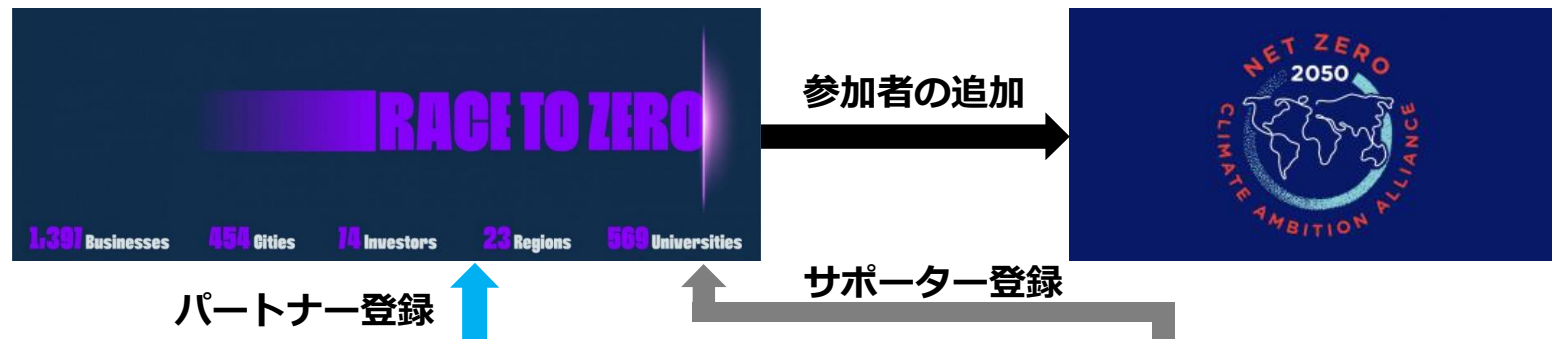 RACE TO ZERO
1,397 Businesses
454 Cities
74 Investors
23 Regions
569 Universities
参加者の追加
NET ZERO
2050
CLIMATE AMBITION ALLIANCE
パートナー登録
サポーター登録